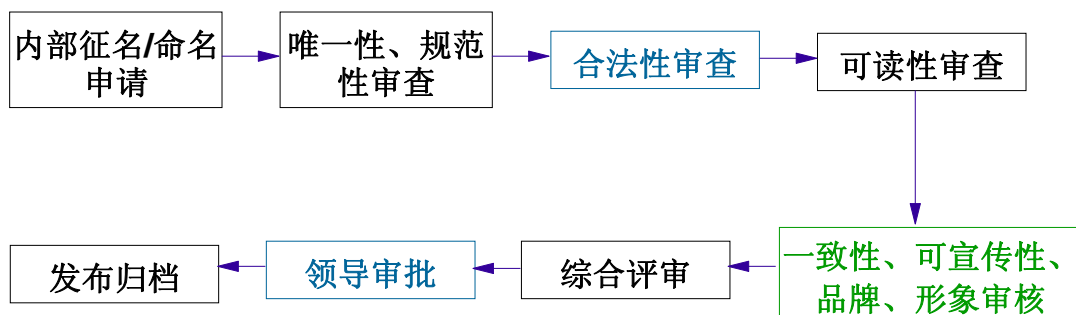 内部征名/命名
申请
唯一性、规范
性审查
合法性审查
可读性审查
一致性、可宣传性、
品牌、形象审核
综合评审
领导审批
发布归档